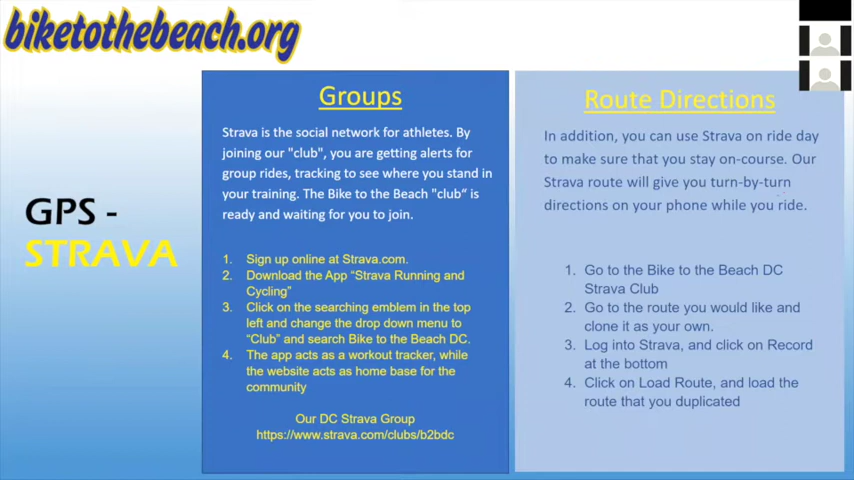 biketothebeach.org
GPS -
STRAVA
Groups
Strava is the social network for athletes. By
joining our "club", you are getting alerts for
group rides, tracking to see where you stand in
your training. The Bike to the Beach "club“ is
ready and waiting for you to join.
1. Sign up online at Strava.com.
2. Download the App “Strava Running and
Cycling”
3. Click on the searching emblem in the top
left and change the drop down menu to
“Club” and search Bike to the Beach DC.
4. The app acts as a workout tracker, while
the website acts as home base for the
community
Our DC Strava Group
https://www.strava.com/clubs/b2bdc
Route Directions
In addition, you can use Strava on ride day
to make sure that you stay on-course. Our
Strava route will give you turn-by-turn
directions on your phone while you ride.
1. Go to the Bike to the Beach DC
Strava Club
2. Go to the route you would like and
clone it as your own.
3. Log into Strava, and click on Record
at the bottom
4. Click on Load Route, and load the
route that you duplicated